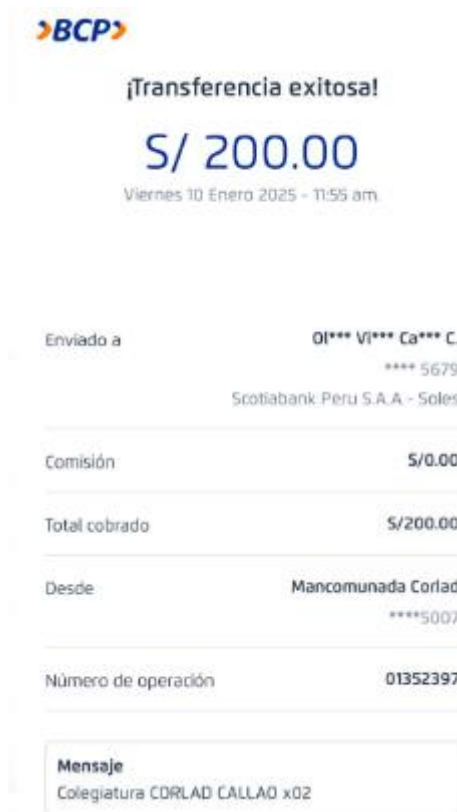 BCP
¡Transferencia exitosa!
S/ 200.00
Viernes 10 Enero 2025 - 11:55 am
Enviado a
Ol*** Vi*** Ca*** C.
**** 5679
Scotiabank Peru S.A.A - Soles
Comisión
S/0.00
Total cobrado
S/200.00
Desde
Mancomunada Corlad
****5007
Número de operación
01352397
Mensaje
Colegiatura CORLAD CALLAO x02